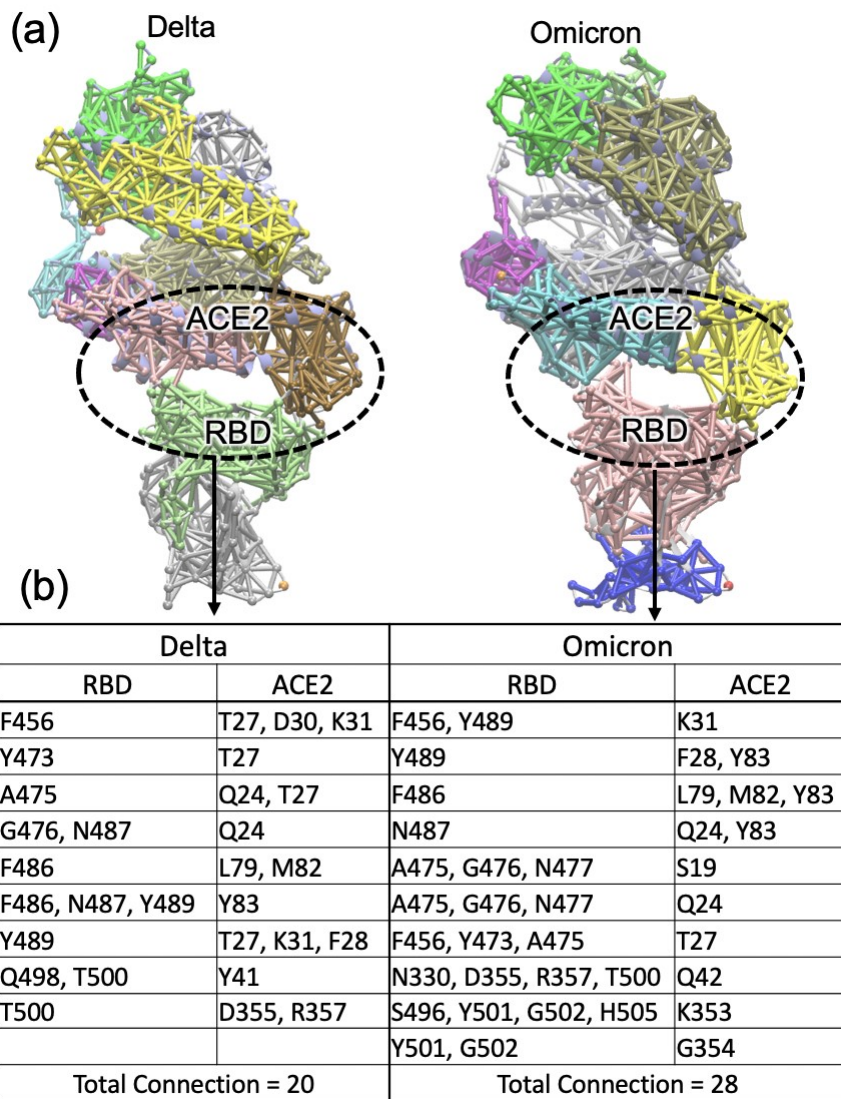 (a)
Delta Omicron
ACE2 ACE2
RBD RBD
(b)
Delta Omicron
RBD ACE2 RBD ACE2
F456 T27, D30, K31 F456, Y489 K31
Y473 T27 Y489 F28, Y83
A475 Q24, T27 F486 L79, M82, Y83
G476, N487 Q24 N487 Q24, Y83
F486 L79, M82 A475, G476, N477 S19
F486, N487, Y489 Y83 A475, G476, N477 Q24
Y489 T27, K31, F28 F456, Y473, A475 T27
Q498, T500 Y41 N330, D355, R357, T500 Q42
T500 D355, R357 S496, Y501, G502, H505 K353
Y501, G502 G354
Total Connection = 20 Total Connection = 28